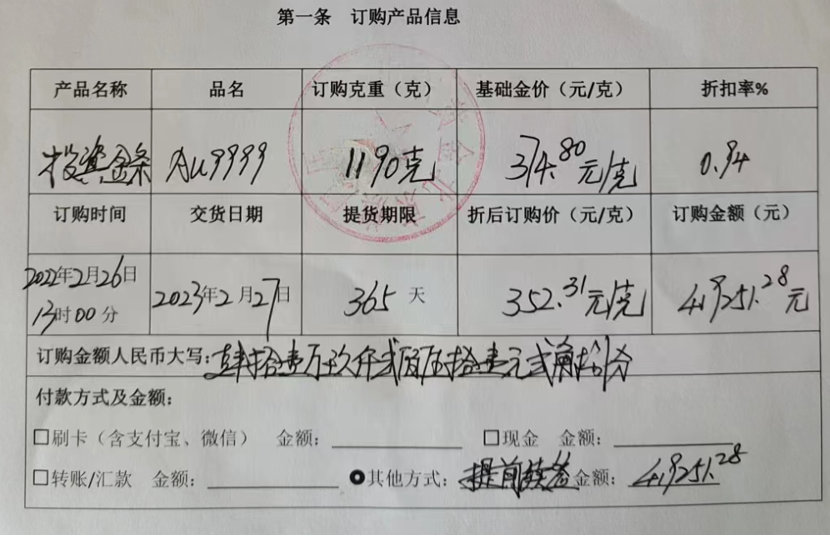 第一条 订购产品信息
产品名称 品名 订购克重（克） 基础金价（元/克） 折扣率%
投资金条 AU9999 1190克 374.80元/克 0.94
订购时间 交货日期 提货期限 折后订购价（元/克） 订购金额（元）
2022年2月26日 13时00分 2023年2月27日 365天 352.31元/克 419251.28元
订购金额人民币大写：肆拾壹万玖仟贰佰伍拾壹元贰角捌分
付款方式及金额：
□刷卡（含支付宝、微信） 金额： □现金 金额：
□转账/汇款 金额： 其他方式：提前续签 金额：419251.28